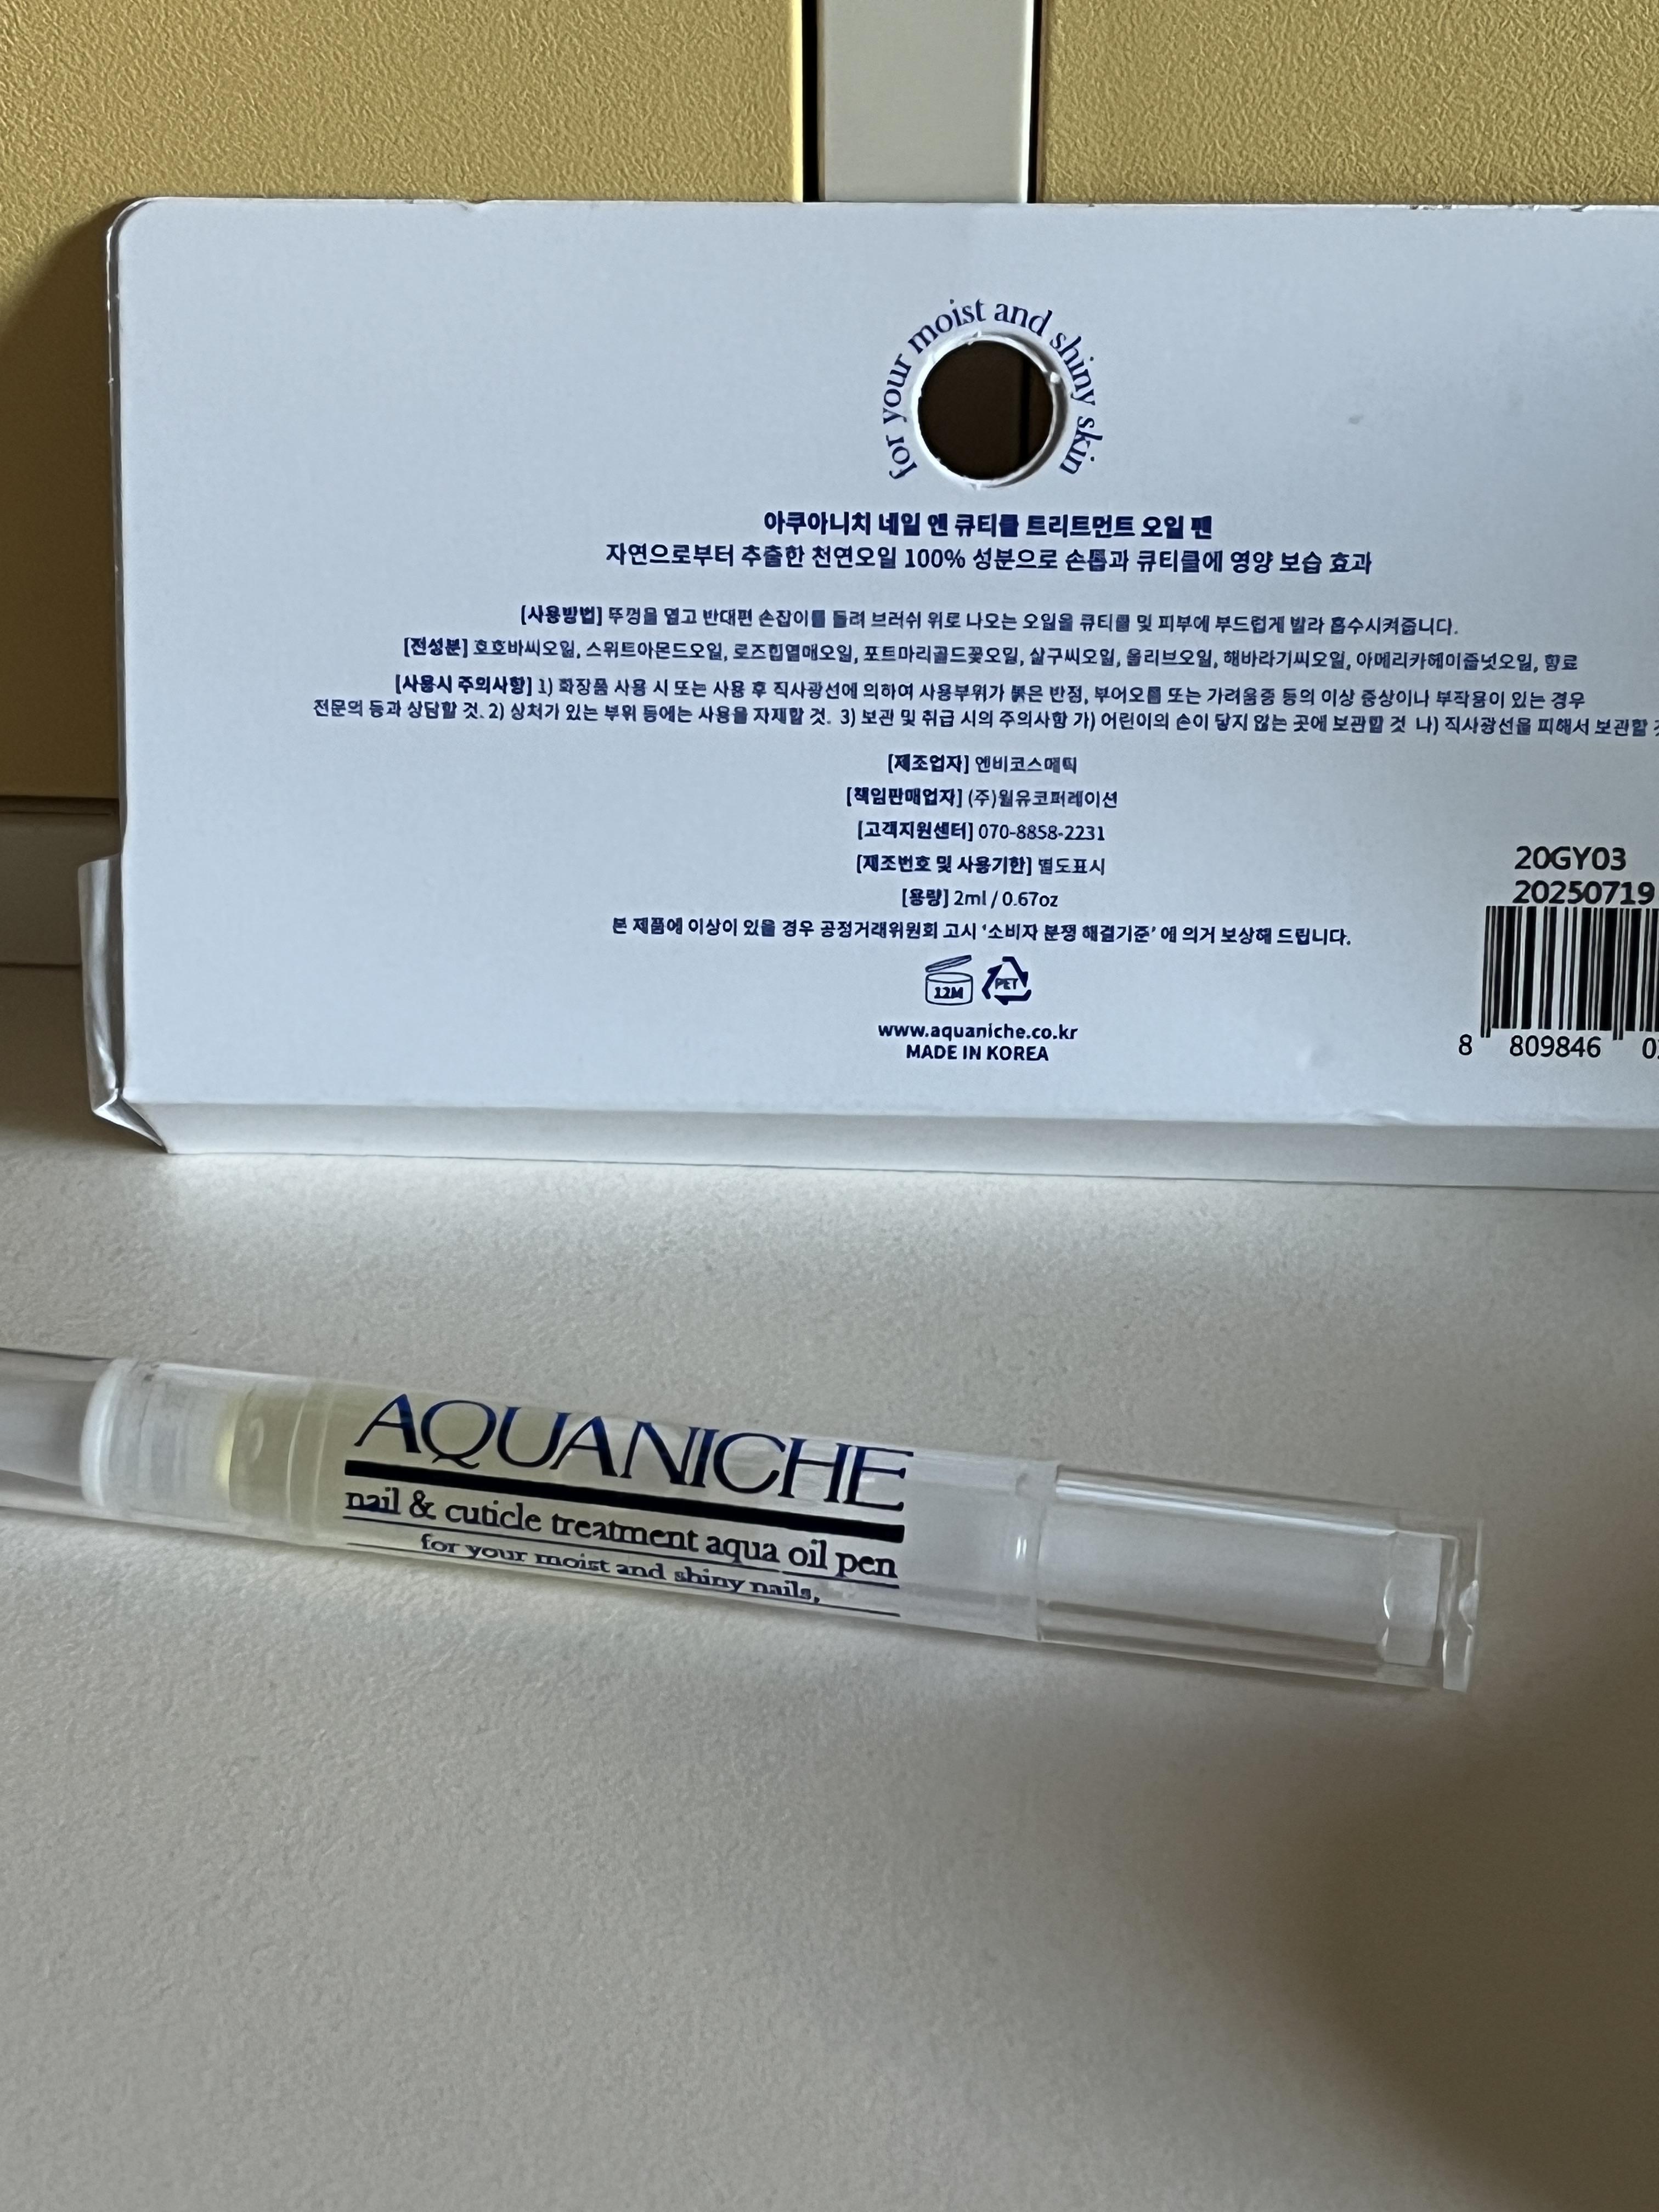 for your moist and shiny skin
아쿠아니치 네일 앤 큐티클 트리트먼트 오일 펜
자연으로부터 추출한 천연오일 100% 성분으로 손톱과 큐티클에 영양 보습 효과
[사용방법] 뚜껑을 열고 반대편 손잡이를 돌려 브러쉬 위로 나오는 오일을 큐티클 및 피부에 부드럽게 발라 흡수시켜줍니다.
[전성분] 호호바씨오일, 스위트아몬드오일, 로즈힙열매오일, 포트마리골드꽃오일, 살구씨오일, 올리브오일, 해바라기씨오일, 아메리카헤이즐넛오일, 향료
[사용시 주의사항] 1) 화장품 사용 시 또는 사용 후 직사광선에 의하여 사용부위가 붉은 반점, 부어오름 또는 가려움증 등의 이상 증상이나 부작용이 있는 경우
전문의 등과 상담할 것. 2) 상처가 있는 부위 등에는 사용을 자제할 것. 3) 보관 및 취급 시의 주의사항 가) 어린이의 손이 닿지 않는 곳에 보관할 것 나) 직사광선을 피해서 보관할
[제조업자] 엔비코스메틱
[책임판매업자] (주)월유코퍼레이션
[고객지원센터] 070-8858-2231
[제조번호 및 사용기한] 별도표시
[용량] 2ml / 0.67oz
본 제품에 이상이 있을 경우 공정거래위원회 고시 ‘소비자 분쟁 해결기준’ 에 의거 보상해 드립니다.
12M PET
www.aquaniche.co.kr
MADE IN KOREA
20GY03
20250719
8 809846
AQUANICHE
nail & cuticle treatment aqua oil pen
for your moist and shiny nails,